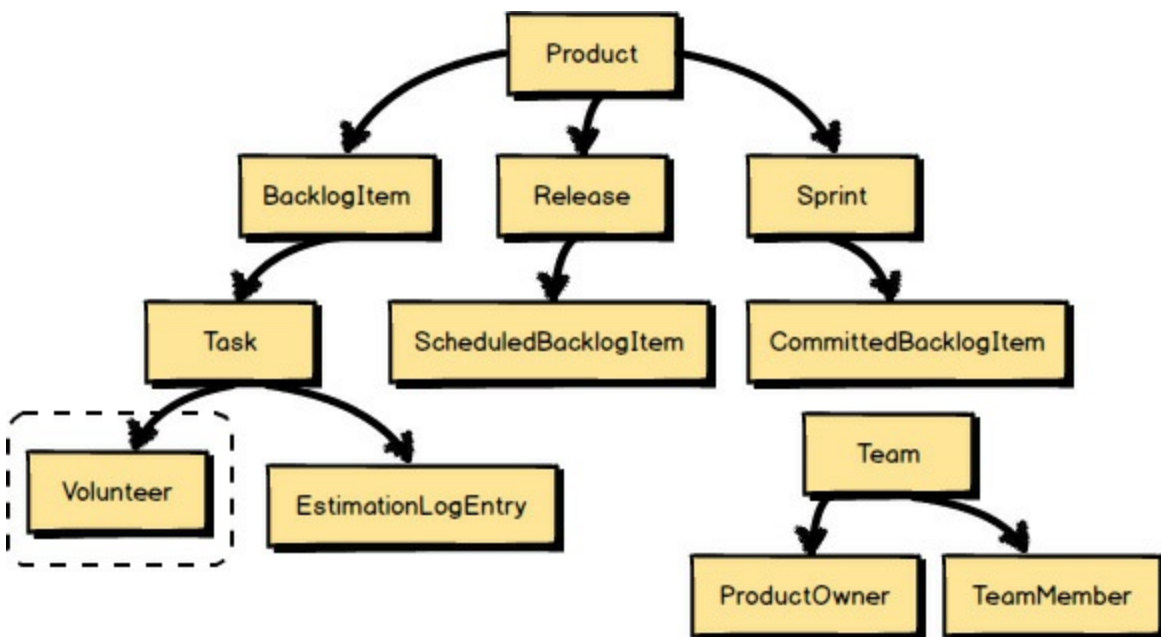 Product
BacklogItem
Release
Sprint
Task
ScheduledBacklogItem
CommittedBacklogItem
Volunteer
EstimationLogEntry
Team
ProductOwner
TeamMember